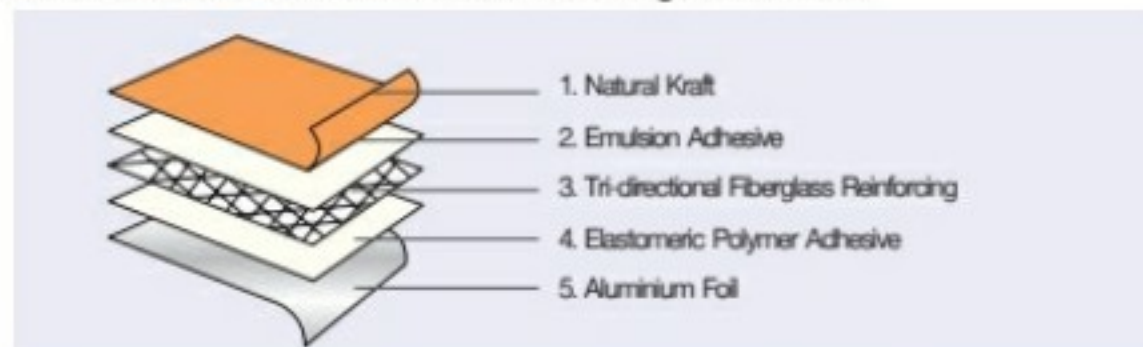 1. Natural Kraft
2. Emulsion Adhesive
3. Tri-directional Fiberglass Reinforcing
4. Elastomeric Polymer Adhesive
5. Aluminium Foil